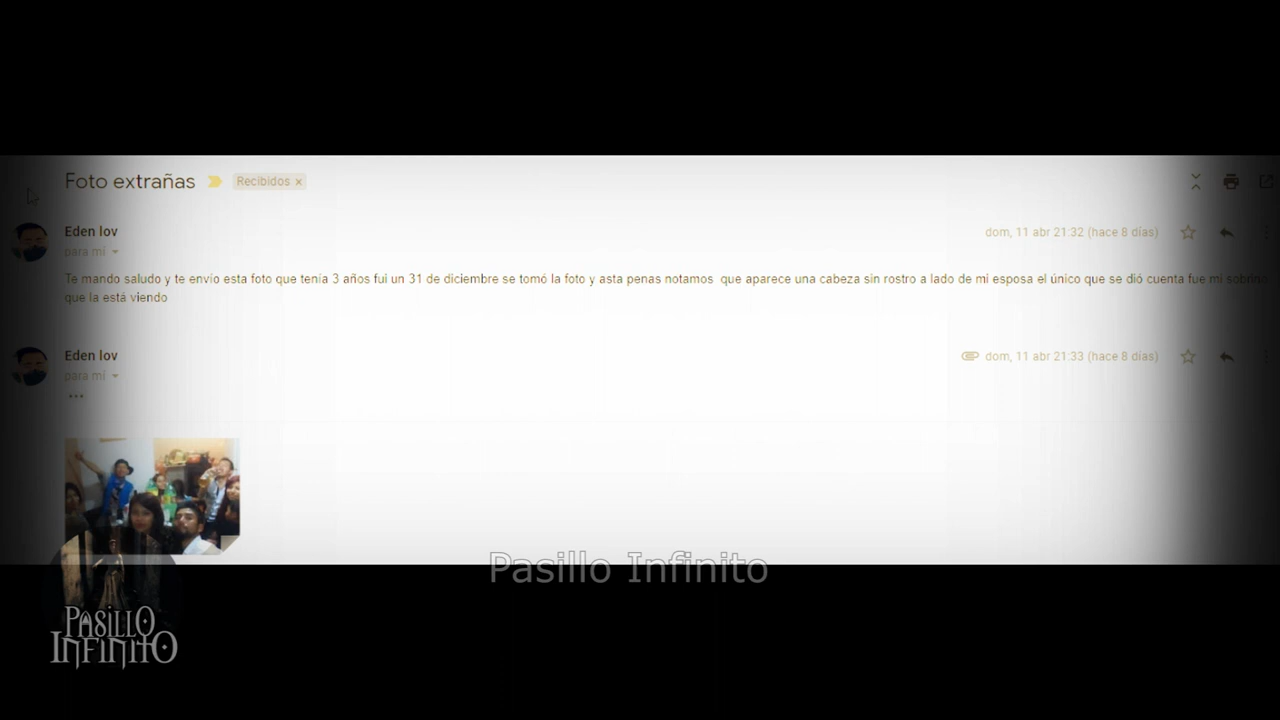 Foto extrañas
Recibidos ×
Eden lov
dom, 11 abr 21:32 (hace 8 días)
para mí
Te mando saludo y te envío esta foto que tenía 3 años fui un 31 de diciembre se tomó la foto y asta penas notamos que aparece una cabeza sin rostro a lado de mi esposa el único que se dió cuenta fue mi sobrin
que la está viendo
Eden lov
dom, 11 abr 21:33 (hace 8 días)
para mí
Pasillo Infinito
PASILLO
INFINITO